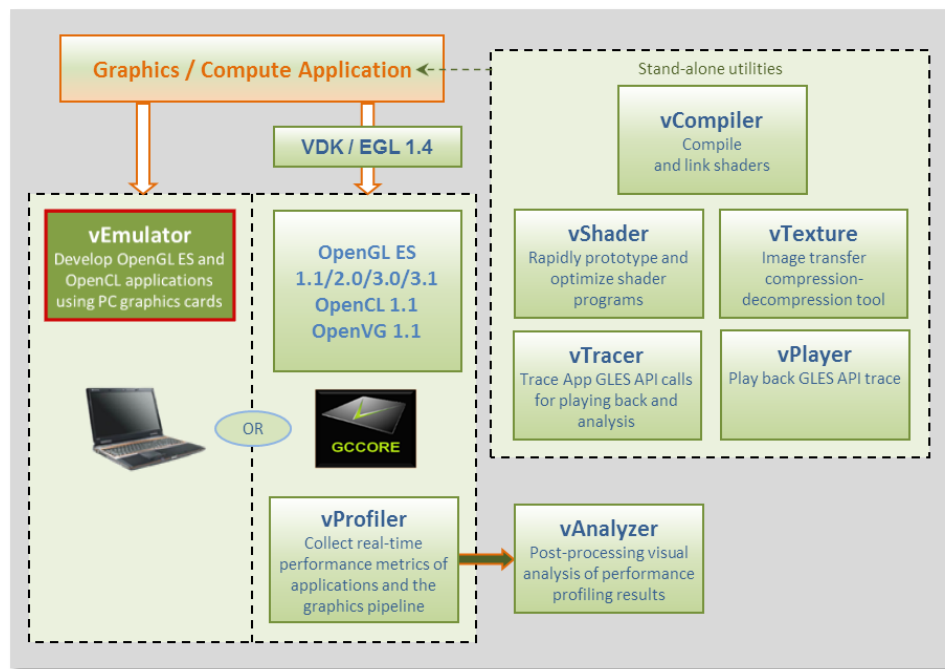 Graphics / Compute Application
VDK / EGL 1.4
vEmulator
Develop OpenGL ES and
OpenCL applications
using PC graphics cards
OpenGL ES
1.1/2.0/3.0/3.1
OpenCL 1.1
OpenVG 1.1
OR
GCCORE
vProfiler
Collect real-time
performance metrics of
applications and the
graphics pipeline
vAnalyzer
Post-processing visual
analysis of performance
profiling results
Stand-alone utilities
vCompiler
Compile
and link shaders
vShader
Rapidly prototype and
optimize shader
programs
vTexture
Image transfer
compression-
decompression tool
vTracer
Trace App GLES API calls
for playing back and
analysis
vPlayer
Play back GLES API trace